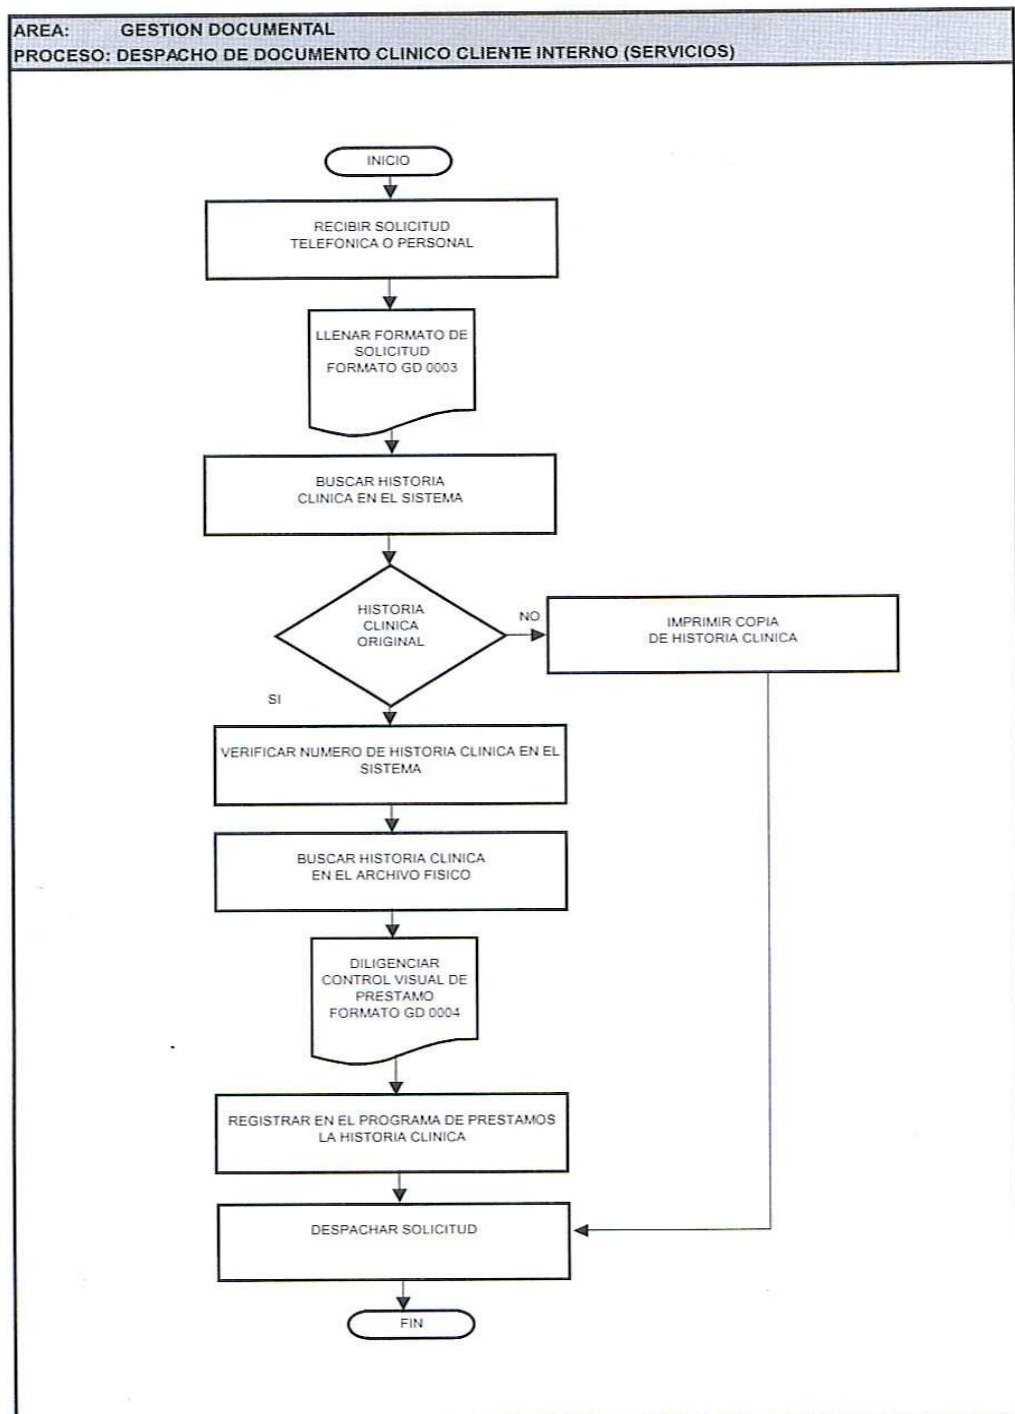 AREA: GESTION DOCUMENTAL
PROCESO: DESPACHO DE DOCUMENTO CLINICO CLIENTE INTERNO (SERVICIOS)
INICIO
RECIBIR SOLICITUD
TELEFONICA O PERSONAL
LLENAR FORMATO DE
SOLICITUD
FORMATO GD 0003
BUSCAR HISTORIA
CLINICA EN EL SISTEMA
HISTORIA
CLINICA
ORIGINAL
NO
IMPRIMIR COPIA
DE HISTORIA CLINICA
SI
VERIFICAR NUMERO DE HISTORIA CLINICA EN EL
SISTEMA
BUSCAR HISTORIA CLINICA
EN EL ARCHIVO FISICO
DILIGENCIAR
CONTROL VISUAL DE
PRESTAMO
FORMATO GD 0004
REGISTRAR EN EL PROGRAMA DE PRESTAMOS
LA HISTORIA CLINICA
DESPACHAR SOLICITUD
FIN